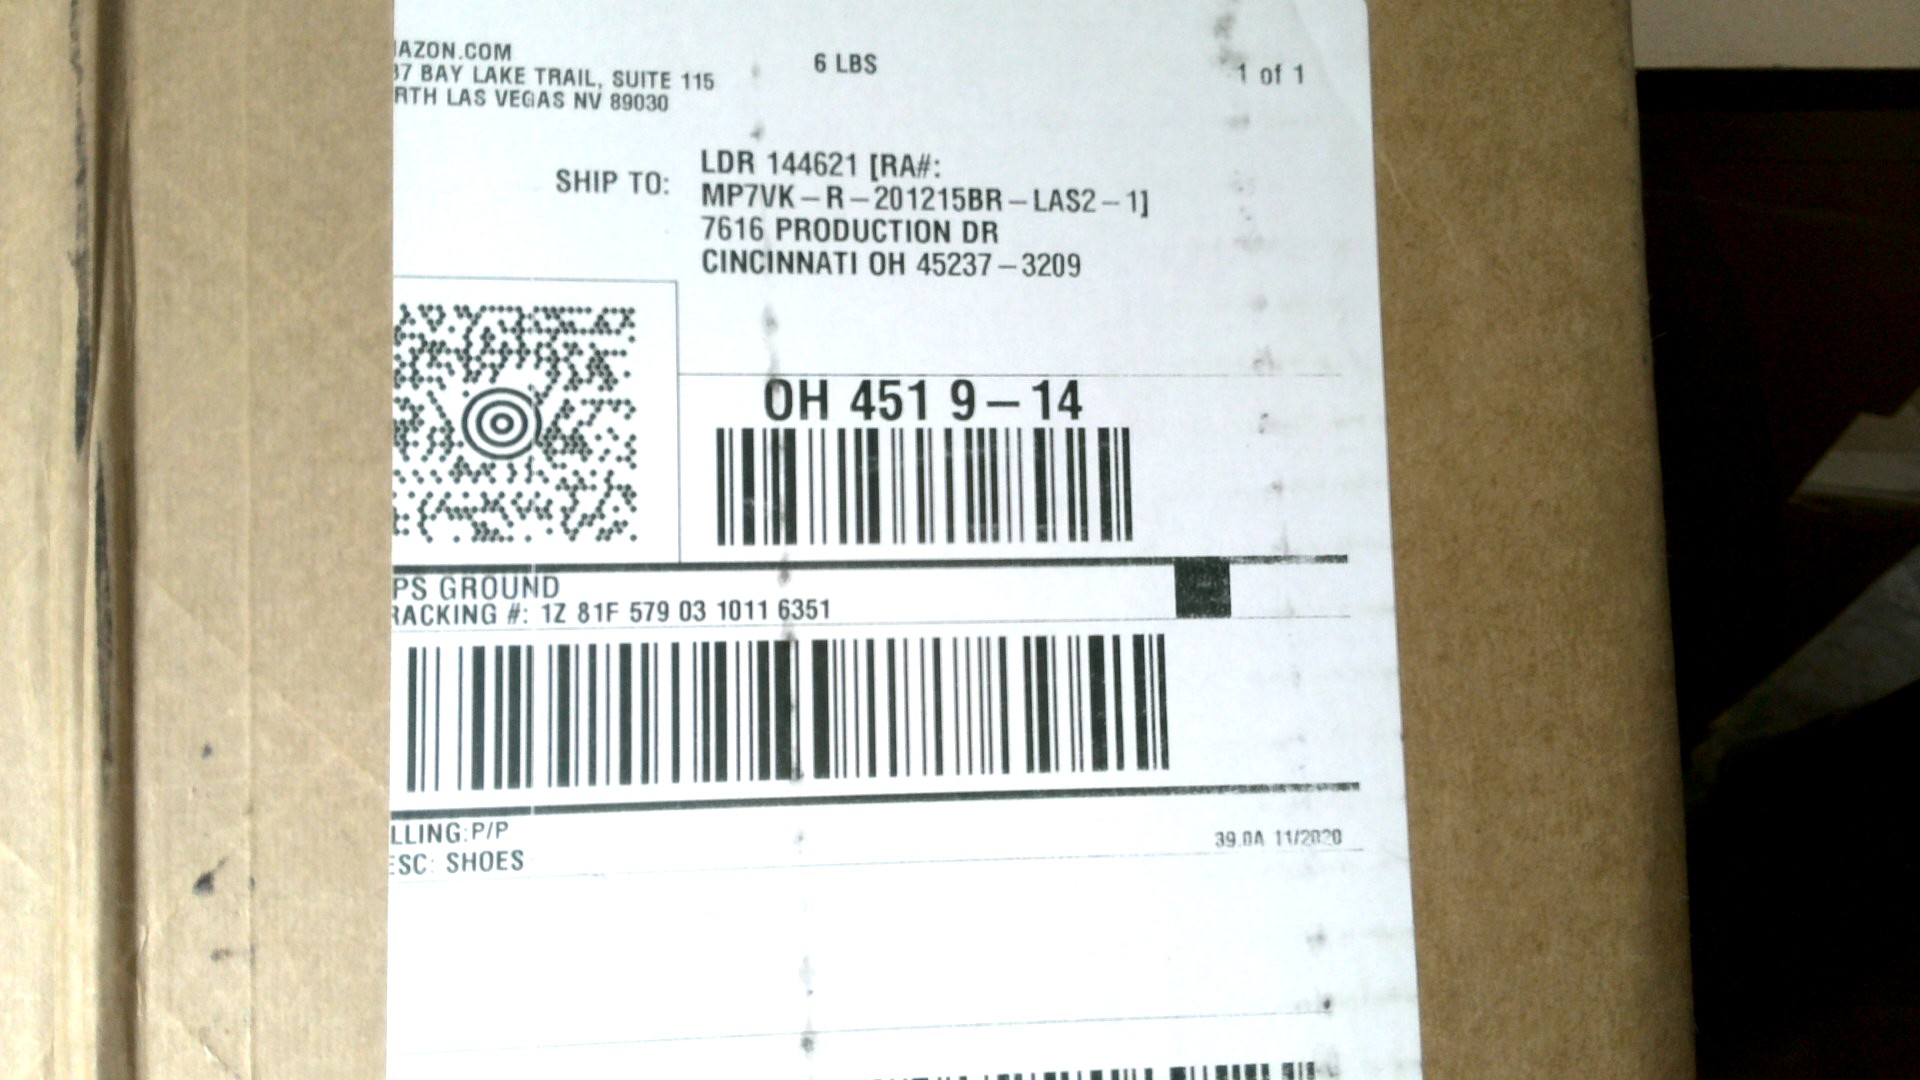 AZON.COM
37 BAY LAKE TRAIL, SUITE 115
RTH LAS VEGAS NV 89030
6 LBS
1 of 1
SHIP TO:
LDR 144621 [RA#:
MP7VK-R-201215BR-LAS2-1]
7616 PRODUCTION DR
CINCINNATI OH 45237-3209
OH 451 9-14
PS GROUND
RACKING #: 1Z 81F 579 03 1011 6351
LLING:P/P
ESC: SHOES
39.0A 11/2020